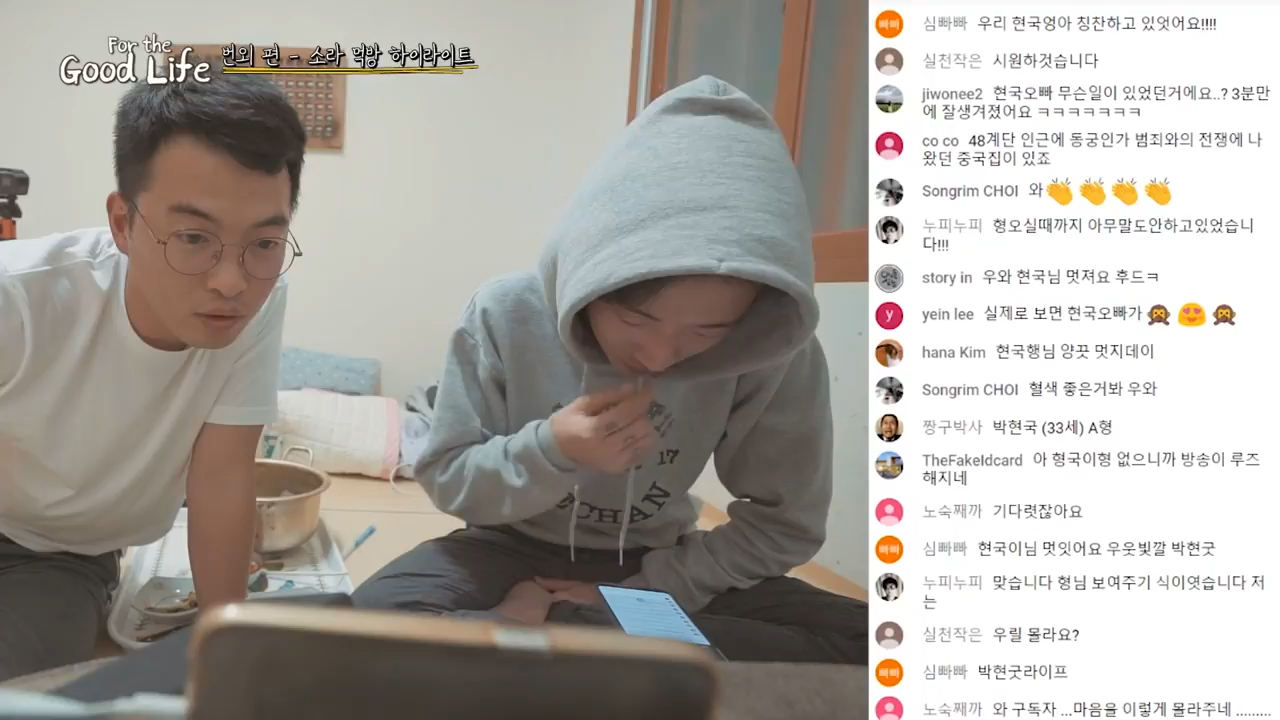 For the
Good Life
번외 편 - 소라 먹방 하이라이트
17
CHAN
빠빠 심빠빠 우리 현국영아 칭찬하고 있엇어요!!!!
실천작은 시원하것습니다
jiwonee2 현국오빠 무슨일이 있었던거에요..? 3분만
에 잘생겨졌어요 ㅋㅋㅋㅋㅋㅋㅋ
co co 48계단 인근에 동궁인가 범죄와의 전쟁에 나
왔던 중국집이 있죠
Songrim CHOI 와👏👏👏👏
누피누피 형오실때까지 아무말도안하고있었습니
다!!!
story in 우와 현국님 멋져요 후드ㅋ
y yein lee 실제로 보면 현국오빠가🙊😍🙊
hana Kim 현국행님 양끗 멋지데이
Songrim CHOI 혈색 좋은거봐 우와
짱구박사 박현국 (33세) A형
TheFakeIdcard 아 형국이형 없으니까 방송이 루즈
해지네
노숙째까 기다렷잖아요
빠빠 심빠빠 현국이님 멋잇어요 우웃빛깔 박현굿
누피누피 맞습니다 형님 보여주기 식이엿습니다 저
는
실천작은 우릴 몰라요?
빠빠 심빠빠 박현굿라이프
노숙째까 와 구독자 ...마음을 이렇게 몰라주네 .........